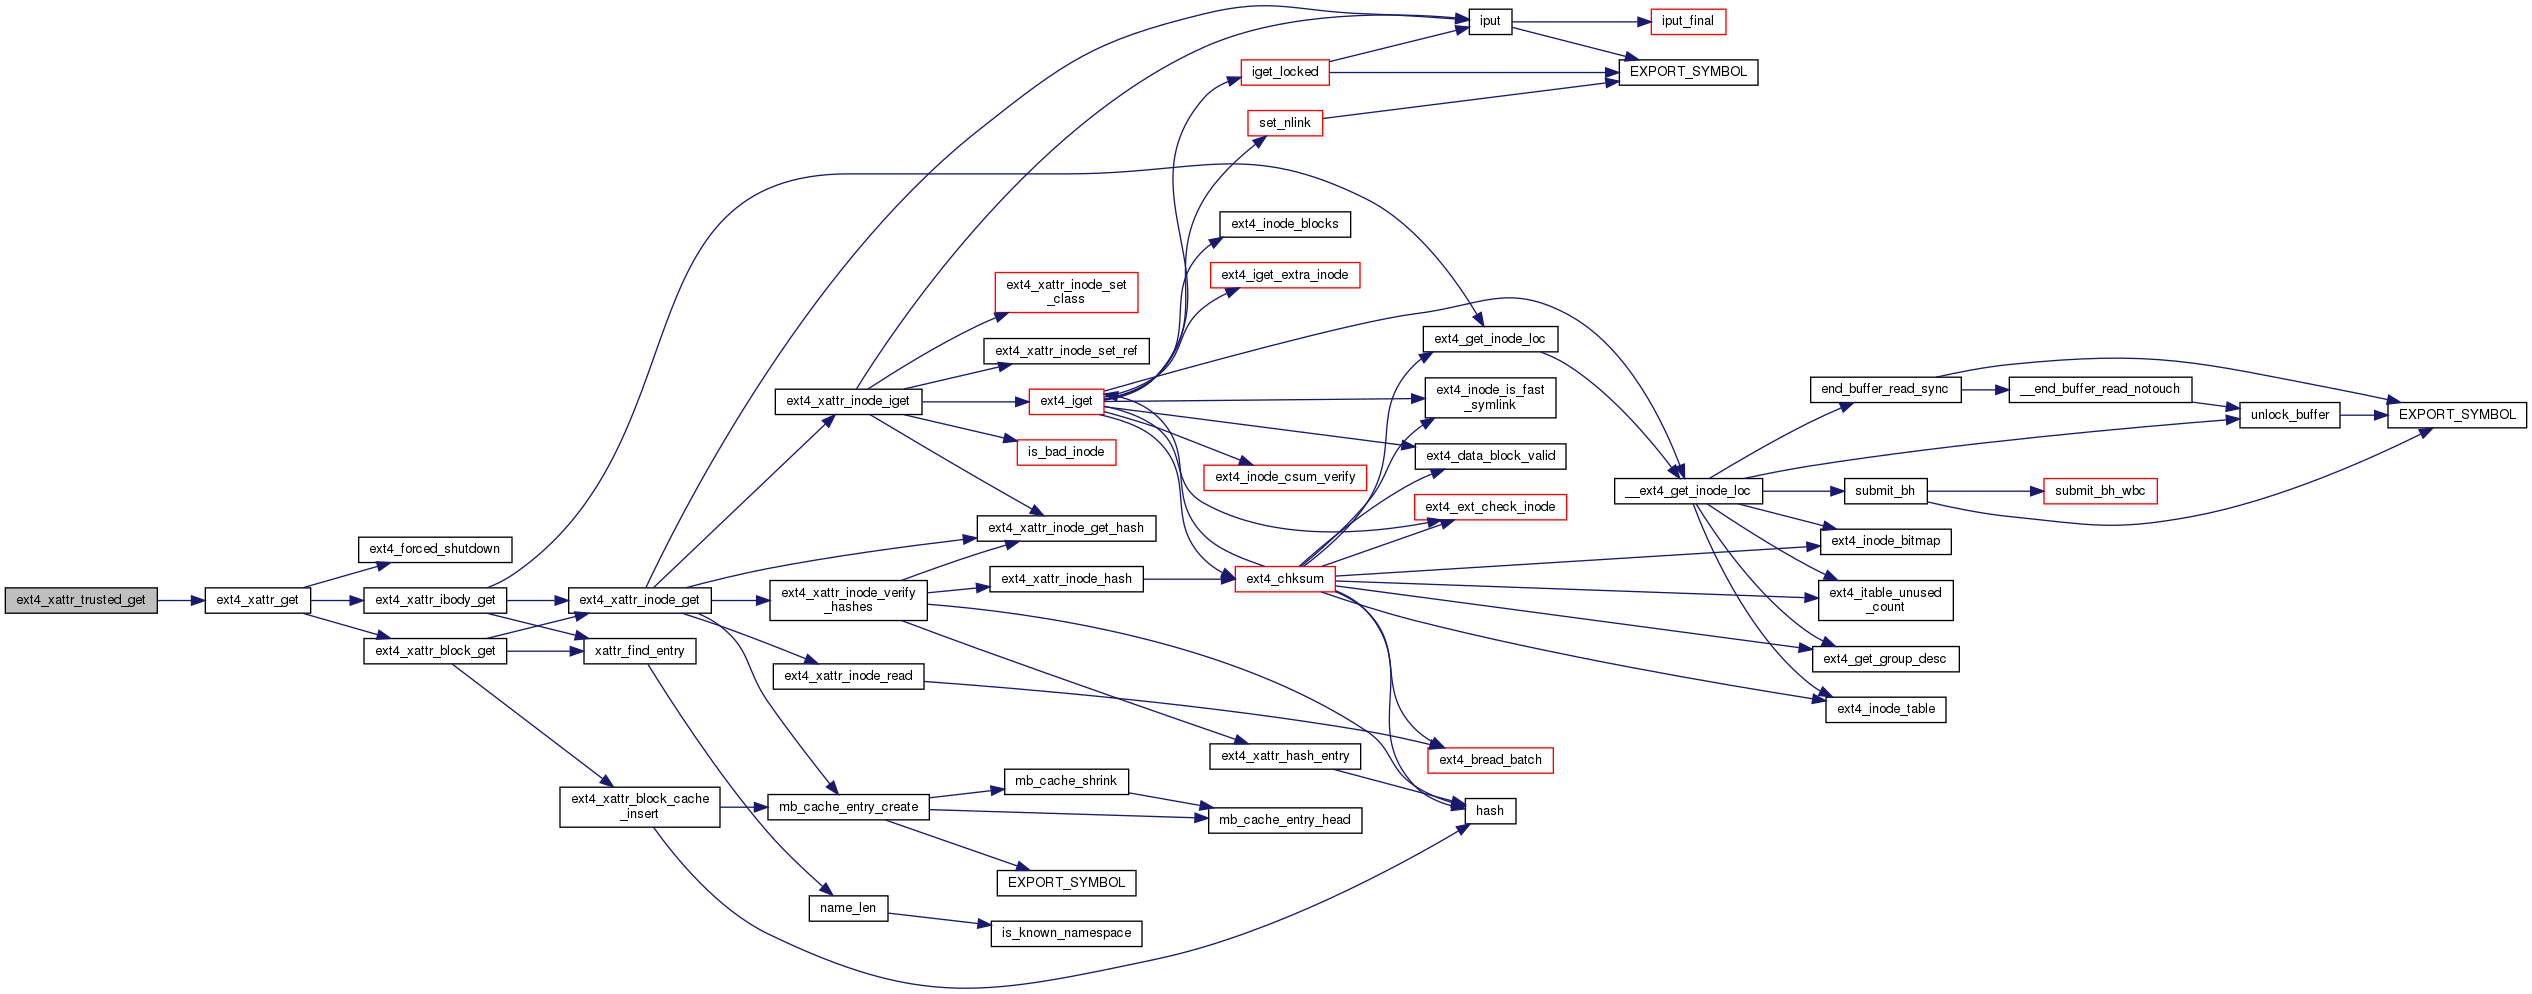 iput
iput_final
iget_locked
EXPORT_SYMBOL
set_nlink
ext4_inode_blocks
ext4_iget_extra_inode
ext4_xattr_inode_set
_class
ext4_get_inode_loc
ext4_xattr_inode_set_ref
end_buffer_read_sync
__end_buffer_read_notouch
ext4_inode_is_fast
_symlink
ext4_xattr_inode_iget
ext4_iget
unlock_buffer
EXPORT_SYMBOL
is_bad_inode
ext4_data_block_valid
ext4_inode_csum_verify
__ext4_get_inode_loc
submit_bh
submit_bh_wbc
ext4_ext_check_inode
ext4_xattr_inode_get_hash
ext4_inode_bitmap
ext4_forced_shutdown
ext4_xattr_inode_hash
ext4_chksum
ext4_xattr_trusted_get
ext4_xattr_get
ext4_xattr_ibody_get
ext4_xattr_inode_get
ext4_xattr_inode_verify
_hashes
ext4_itable_unused
_count
ext4_xattr_block_get
xattr_find_entry
ext4_get_group_desc
ext4_xattr_inode_read
ext4_inode_table
ext4_xattr_hash_entry
ext4_bread_batch
mb_cache_shrink
ext4_xattr_block_cache
_insert
mb_cache_entry_create
mb_cache_entry_head
hash
EXPORT_SYMBOL
name_len
is_known_namespace